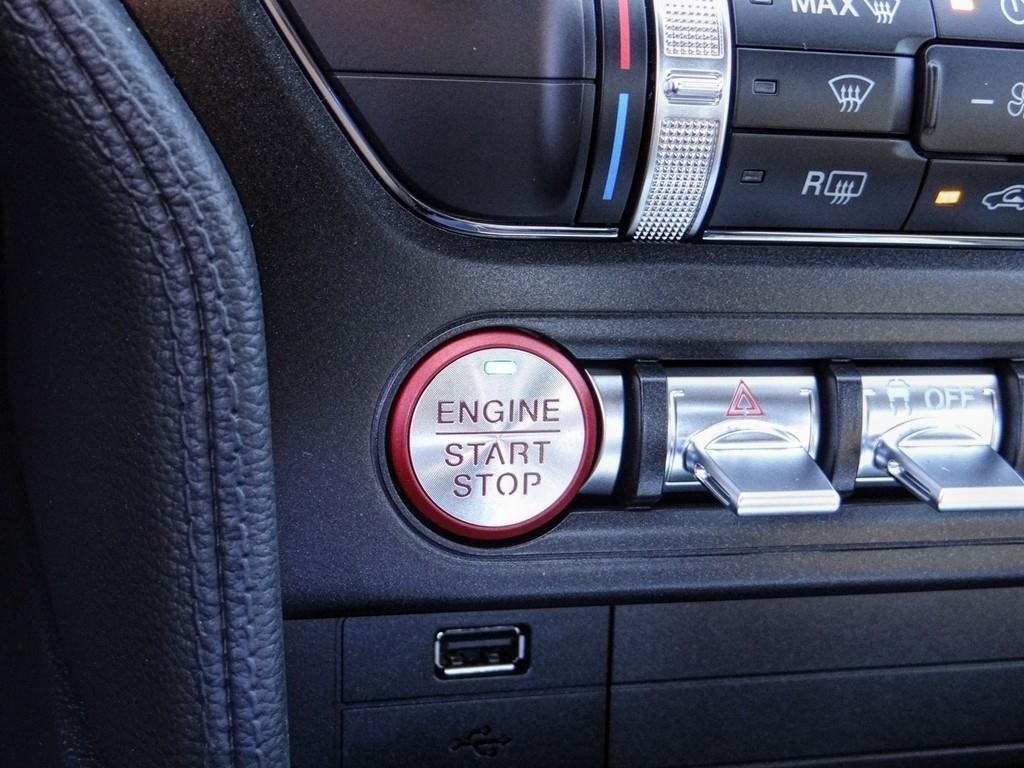 MAX
R
ENGINE
START
STOP
OFF